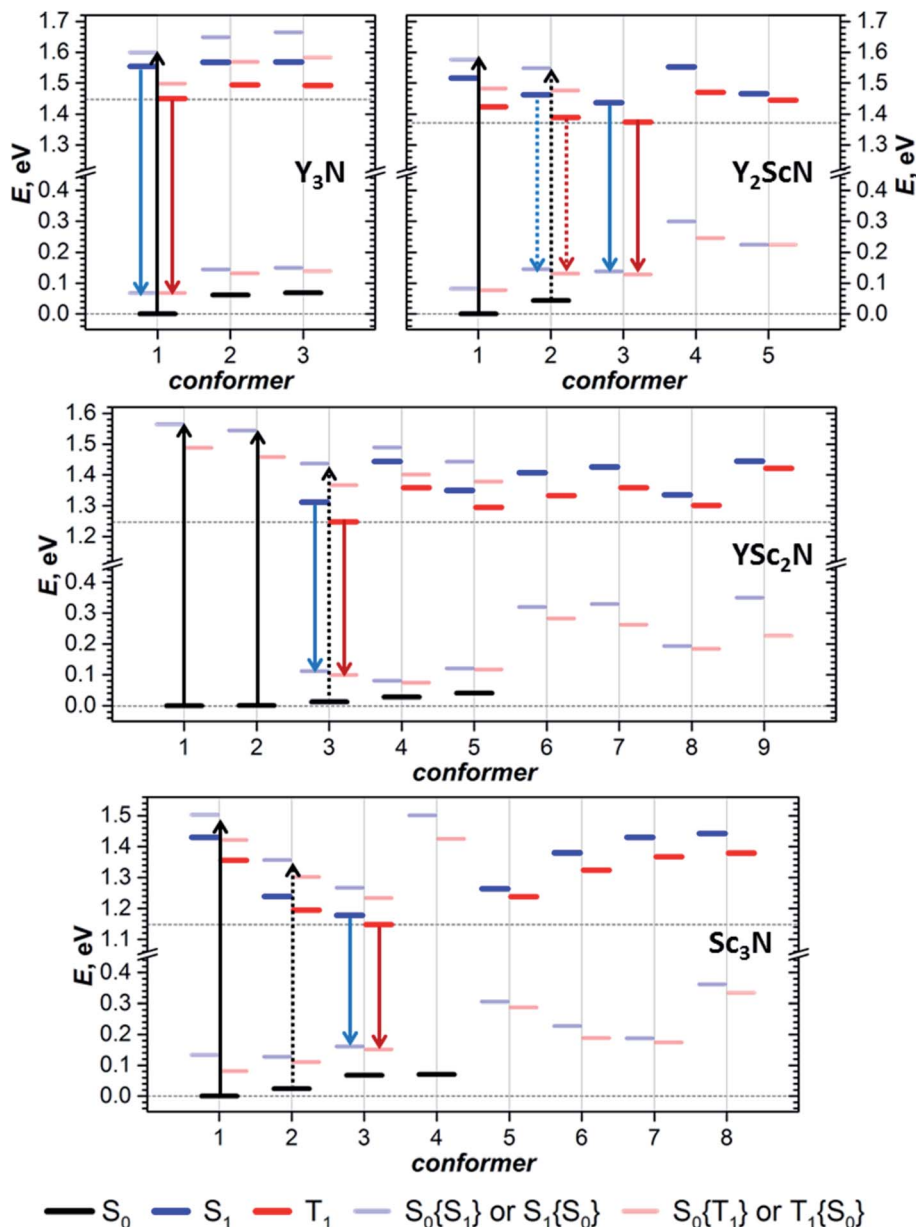 1.7
1.6
1.5
1.4
1.3
0.4
0.3
0.2
0.1
0.0
E, eV
Y₃N
1 2 3
conformer
1.7
1.6
1.5
1.4
1.3
0.4
0.3
0.2
0.1
0.0
E, eV
Y₂ScN
1 2 3 4 5
conformer
1.6
1.5
1.4
1.3
1.2
0.4
0.3
0.2
0.1
0.0
E, eV
YSc₂N
1 2 3 4 5 6 7 8 9
conformer
1.5
1.4
1.3
1.2
1.1
0.4
0.3
0.2
0.1
0.0
E, eV
Sc₃N
1 2 3 4 5 6 7 8
conformer
S₀ S₁ T₁ S₀{S₁} or S₁{S₀} S₀{T₁} or T₁{S₀}